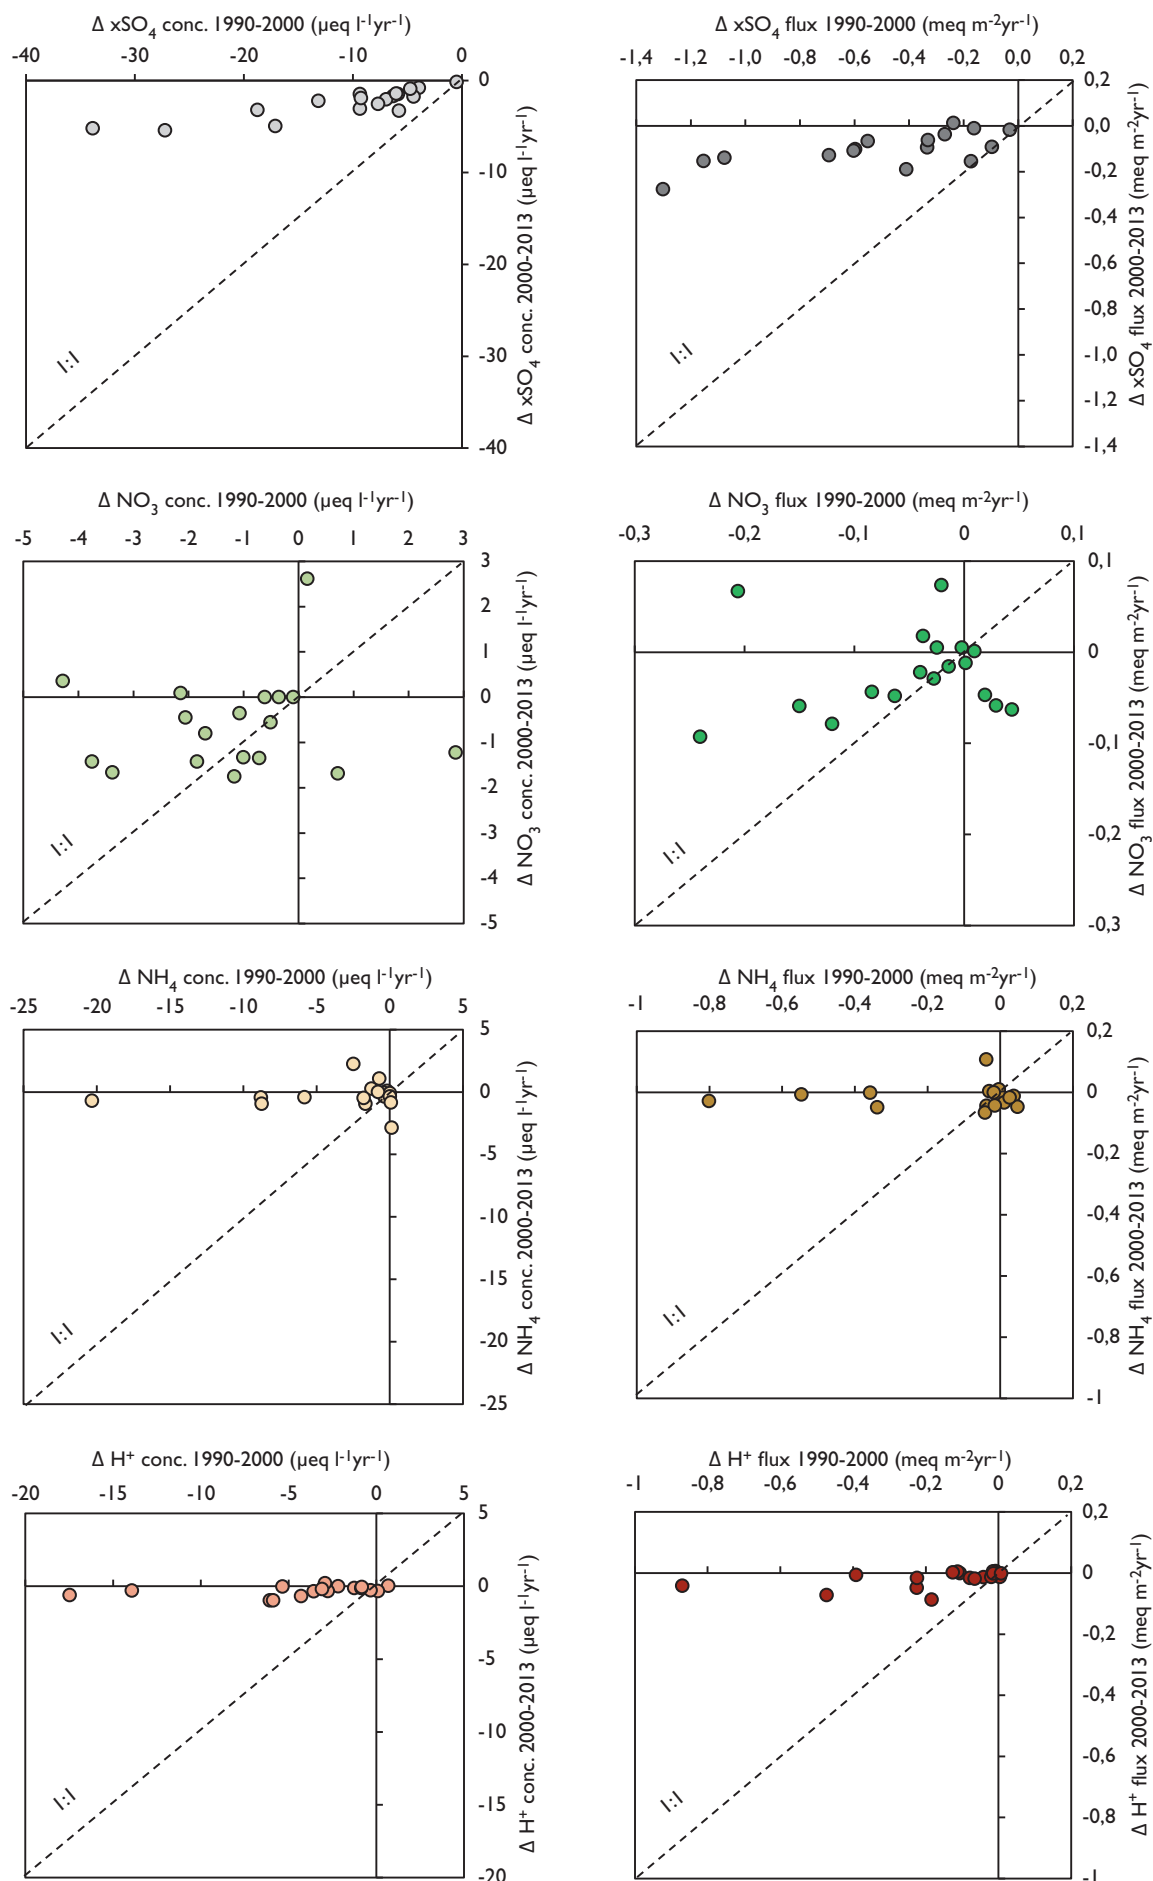 Δ xSO₄ conc. 1990-2000 (µeq l⁻¹yr⁻¹)
-40 -30 -20 -10 0
0
-10
-20
-30
-40
Δ xSO₄ conc. 2000-2013 (µeq l⁻¹yr⁻¹)
1:1
Δ xSO₄ flux 1990-2000 (meq m⁻²yr⁻¹)
-1,4 -1,2 -1,0 -0,8 -0,6 -0,4 -0,2 0,0 0,2
0,2
0,0
-0,2
-0,4
-0,6
-0,8
-1,0
-1,2
-1,4
Δ xSO₄ flux 2000-2013 (meq m⁻²yr⁻¹)
1:1
Δ NO₃ conc. 1990-2000 (µeq l⁻¹yr⁻¹)
-5 -4 -3 -2 -1 0 1 2 3
3
2
1
0
-1
-2
-3
-4
-5
Δ NO₃ conc. 2000-2013 (µeq l⁻¹yr⁻¹)
1:1
Δ NO₃ flux 1990-2000 (meq m⁻²yr⁻¹)
-0,3 -0,2 -0,1 0 0,1
0,1
0
-0,1
-0,2
-0,3
Δ NO₃ flux 2000-2013 (meq m⁻²yr⁻¹)
1:1
Δ NH₄ conc. 1990-2000 (µeq l⁻¹yr⁻¹)
-25 -20 -15 -10 -5 0 5
5
0
-5
-10
-15
-20
-25
Δ NH₄ conc. 2000-2013 (µeq l⁻¹yr⁻¹)
1:1
Δ NH₄ flux 1990-2000 (meq m⁻²yr⁻¹)
-1 -0,8 -0,6 -0,4 -0,2 0 0,2
0,2
0
-0,2
-0,4
-0,6
-0,8
-1
Δ NH₄ flux 2000-2013 (meq m⁻²yr⁻¹)
1:1
Δ H⁺ conc. 1990-2000 (µeq l⁻¹yr⁻¹)
-20 -15 -10 -5 0 5
5
0
-5
-10
-15
-20
Δ H⁺ conc. 2000-2013 (µeq l⁻¹yr⁻¹)
1:1
Δ H⁺ flux 1990-2000 (meq m⁻²yr⁻¹)
-1 -0,8 -0,6 -0,4 -0,2 0 0,2
0,2
0
-0,2
-0,4
-0,6
-0,8
-1
Δ H⁺ flux 2000-2013 (meq m⁻²yr⁻¹)
1:1